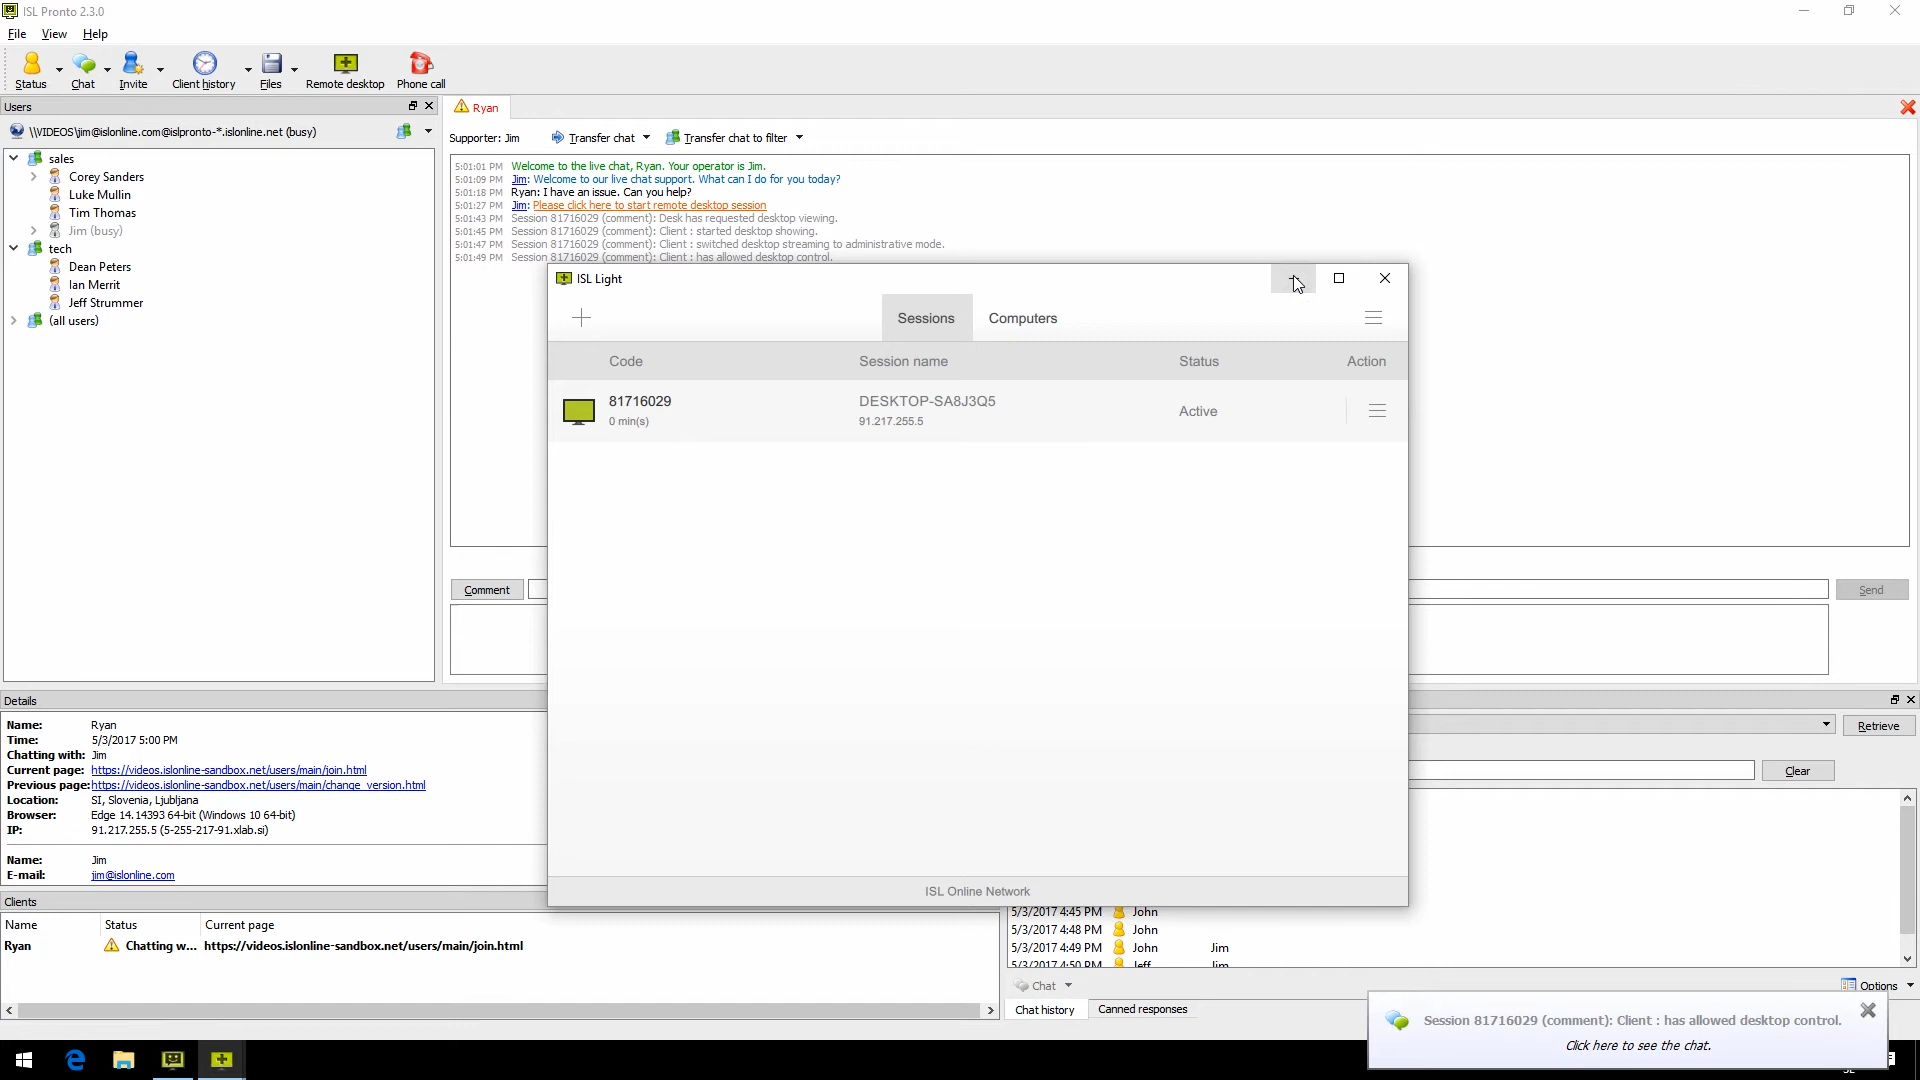 ISL Pronto 2.3.0
File View Help
Status Chat Invite Client history Files Remote desktop Phone call
Users
\\VIDEOS\jim@islonline.com@islpronto-*.islonline.net (busy)
sales
Corey Sanders
Luke Mullin
Tim Thomas
Jim (busy)
tech
Dean Peters
Ian Merrit
Jeff Strummer
(all users)
Ryan
Supporter: Jim Transfer chat Transfer chat to filter
5:01:01 PM Welcome to the live chat, Ryan. Your operator is Jim.
5:01:09 PM Jim: Welcome to our live chat support. What can I do for you today?
5:01:18 PM Ryan: I have an issue. Can you help?
5:01:27 PM Jim: Please click here to start remote desktop session
5:01:43 PM Session 81716029 (comment): Desk has requested desktop viewing.
5:01:45 PM Session 81716029 (comment): Client : started desktop showing.
5:01:47 PM Session 81716029 (comment): Client : switched desktop streaming to administrative mode.
5:01:49 PM Session 81716029 (comment): Client : has allowed desktop control.
ISL Light
Sessions Computers
Code Session name Status Action
81716029 DESKTOP-SA8J3Q5 Active
0 min(s) 91.217.255.5
ISL Online Network
Comment Send
Details
Name: Ryan
Time: 5/3/2017 5:00 PM
Chatting with: Jim
Current page: https://videos.islonline-sandbox.net/users/main/join.html
Previous page: https://videos.islonline-sandbox.net/users/main/change_version.html
Location: SI, Slovenia, Ljubljana
Browser: Edge 14.14393 64-bit (Windows 10 64-bit)
IP: 91.217.255.5 (5-255-217-91.xlab.si)
Name: Jim
E-mail: jim@islonline.com
Retrieve
Clear
Clients
Name Status Current page
Ryan Chatting w... https://videos.islonline-sandbox.net/users/main/join.html
5/3/2017 4:45 PM John
5/3/2017 4:48 PM John
5/3/2017 4:49 PM John Jim
5/3/2017 4:50 PM Jeff Jim
Chat Options
Chat history Canned responses
Session 81716029 (comment): Client : has allowed desktop control.
Click here to see the chat.